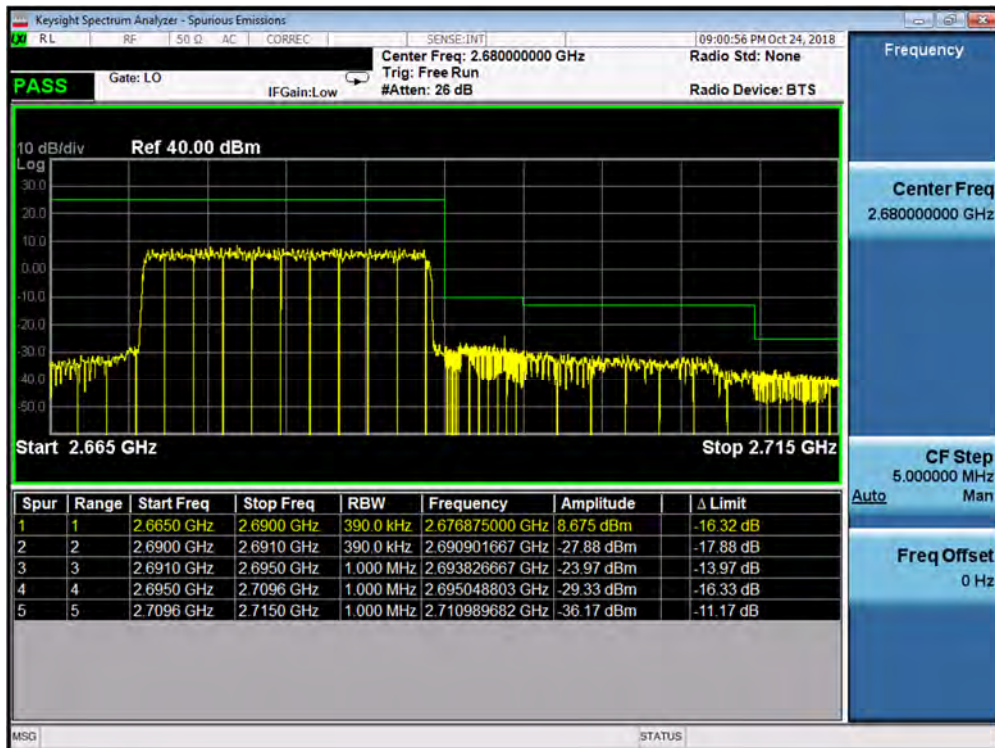 Keysight Spectrum Analyzer - Spurious Emissions
LXI RL RF 50 Ω AC CORREC SENSE:INT 09:00:56 PM Oct 24, 2018
Center Freq: 2.680000000 GHz Radio Std: None
PASS Gate: LO Trig: Free Run
IFGain:Low #Atten: 26 dB Radio Device: BTS
10 dB/div Ref 40.00 dBm
Log
30.0
20.0
10.0
0.00
-10.0
-20.0
-30.0
-40.0
-50.0
Start 2.665 GHz Stop 2.715 GHz
Spur Range Start Freq Stop Freq RBW Frequency Amplitude Δ Limit
1 1 2.6650 GHz 2.6900 GHz 390.0 kHz 2.676875000 GHz 8.675 dBm -16.32 dB
2 2 2.6900 GHz 2.6910 GHz 390.0 kHz 2.690901667 GHz -27.88 dBm -17.88 dB
3 3 2.6910 GHz 2.6950 GHz 1.000 MHz 2.693826667 GHz -23.97 dBm -13.97 dB
4 4 2.6950 GHz 2.7096 GHz 1.000 MHz 2.695048803 GHz -29.33 dBm -16.33 dB
5 5 2.7096 GHz 2.7150 GHz 1.000 MHz 2.710989682 GHz -36.17 dBm -11.17 dB
MSG STATUS
Frequency
Center Freq
2.680000000 GHz
CF Step
5.000000 MHz
Auto Man
Freq Offset
0 Hz